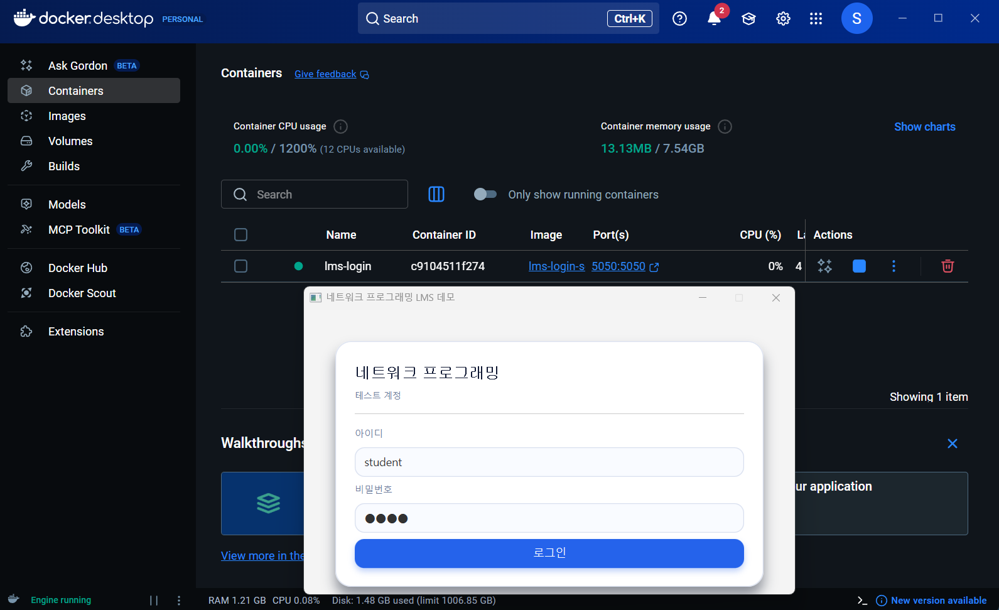 docker.desktop PERSONAL
Search
Ctrl+K
2
S
Ask Gordon BETA
Containers
Images
Volumes
Builds
Models
MCP Toolkit BETA
Docker Hub
Docker Scout
Extensions
Containers Give feedback
Container CPU usage
0.00% / 1200% (12 CPUs available)
Container memory usage
13.13MB / 7.54GB
Show charts
Search
Only show running containers
Name Container ID Image Port(s) CPU (%) La Actions
lms-login c9104511f274 lms-login-s 5050:5050 0% 4
네트워크 프로그래밍 LMS 데모
네트워크 프로그래밍
테스트 계정
아이디
student
비밀번호
●●●●
로그인
Showing 1 item
Walkthroughs
ur application
View more in the
Engine running
RAM 1.21 GB CPU 0.08% Disk: 1.48 GB used (limit 1006.85 GB)
New version available